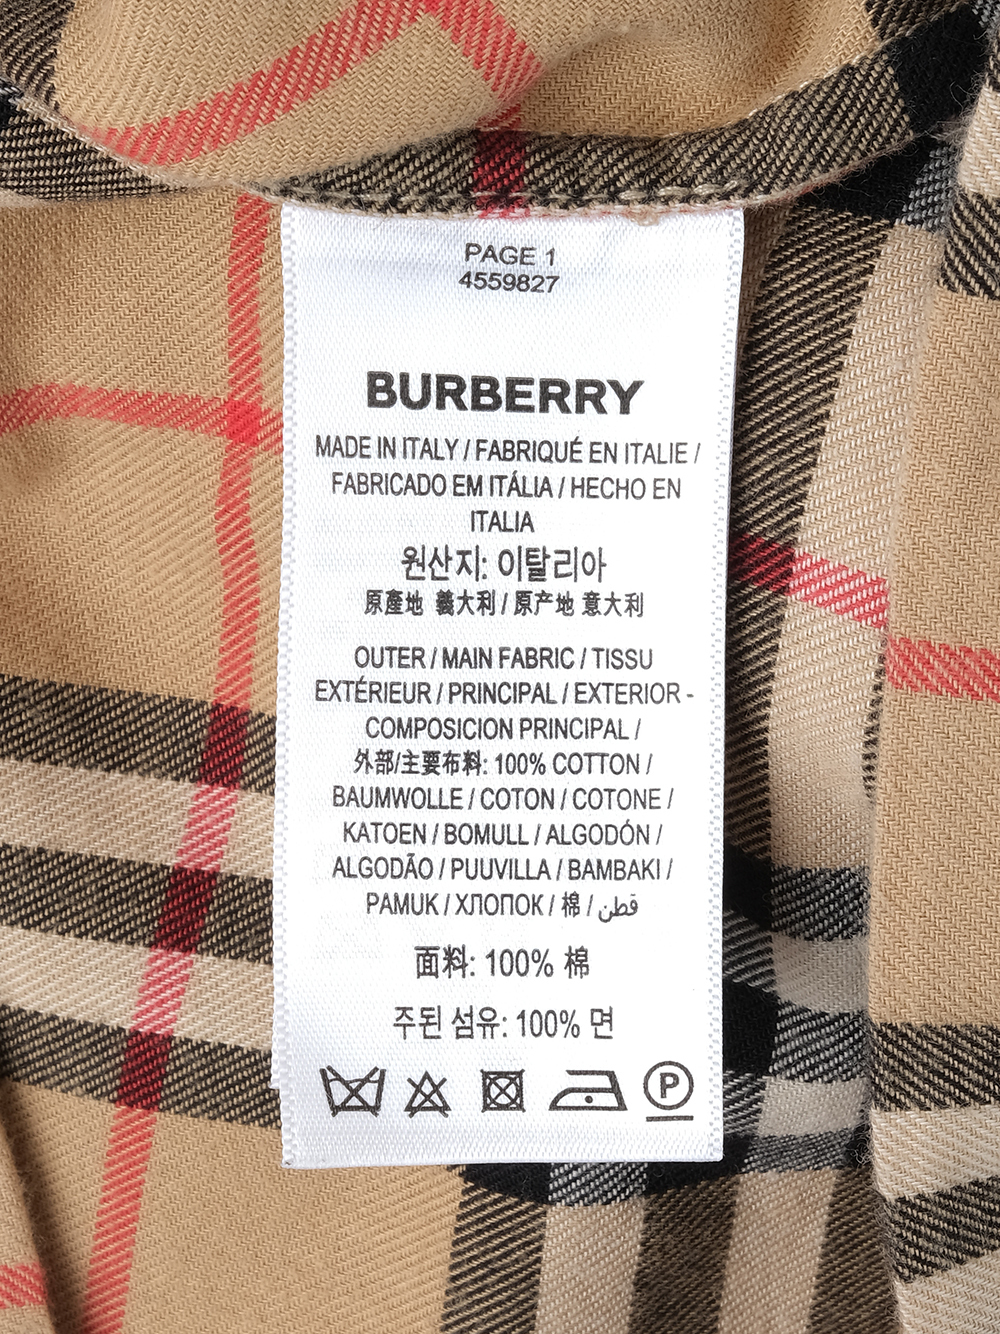 PAGE 1
4559827
BURBERRY
MADE IN ITALY / FABRIQUÉ EN ITALIE /
FABRICADO EM ITÁLIA / HECHO EN
ITALIA
원산지: 이탈리아
原產地 義大利 / 原产地 意大利
OUTER / MAIN FABRIC / TISSU
EXTÉRIEUR / PRINCIPAL / EXTERIOR -
COMPOSICION PRINCIPAL /
外部/主要布料: 100% COTTON /
BAUMWOLLE / COTON / COTONE /
KATOEN / BOMULL / ALGODÓN /
ALGODÃO / PUUVILLA / BAMBAKI /
PAMUK / ХЛОПОК / 棉 / قطن
面料: 100% 棉
주된 섬유: 100% 면
P